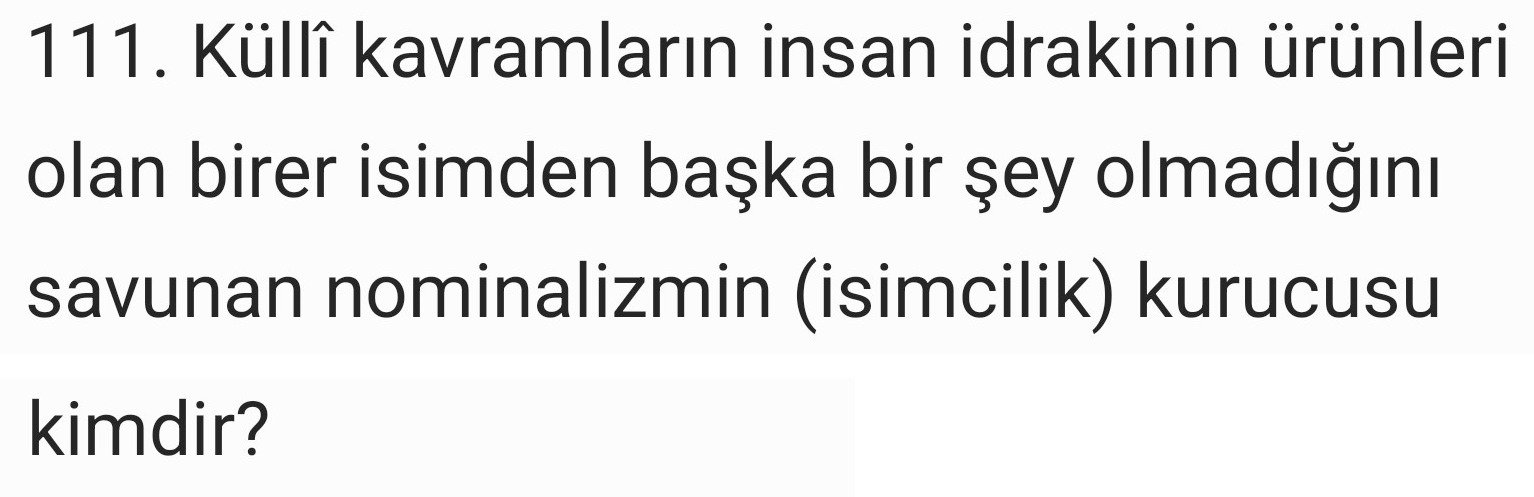 111. Küllî kavramların insan idrakinin ürünleri
olan birer isimden başka bir şey olmadığını
savunan nominalizmin (isimcilik) kurucusu
kimdir?